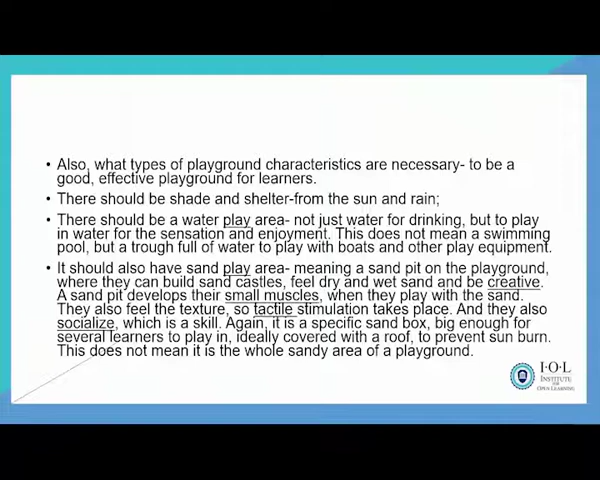 • Also, what types of playground characteristics are necessary- to be a
good, effective playground for learners.
• There should be shade and shelter-from the sun and rain;
• There should be a water play area- not just water for drinking, but to play
in water for the sensation and enjoyment. This does not mean a swimming
pool, but a trough full of water to play with boats and other play equipment.
• It should also have sand play area- meaning a sand pit on the playground,
where they can build sand castles, feel dry and wet sand and be creative.
A sand pit develops their small muscles, when they play with the sand.
They also feel the texture, so tactile stimulation takes place. And they also
socialize, which is a skill. Again, it is a specific sand box, big enough for
several learners to play in, ideally covered with a roof, to prevent sun burn.
This does not mean it is the whole sandy area of a playground.
I·O·L
INSTITUTE
FOR
OPEN LEARNING